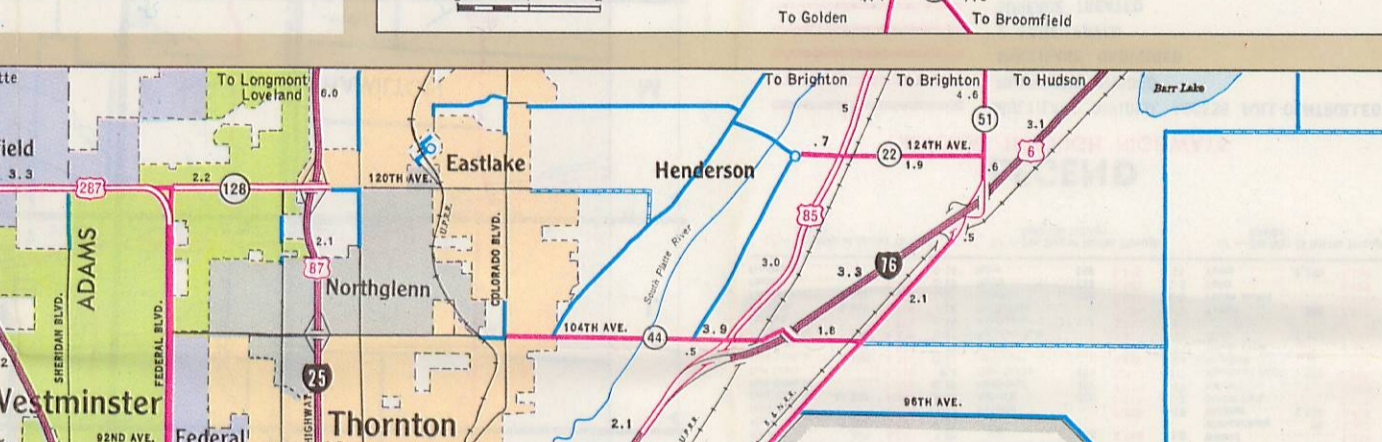 To Golden
To Broomfield
tte
To Longmont
Loveland
6.0
To Brighton
5
To Brighton
4.6
To Hudson
Barr Lake
51
3.1
6
ield
Eastlake
Henderson
.7
22
124TH AVE.
1.9
.6
3.3
287
2.2
128
120TH AVE.
U.P.R.R.
COLORADO BLVD.
85
.5
ADAMS
2.1
87
Northglenn
South Platte River
3.0
3.3
76
2.1
SHERIDAN BLVD.
FEDERAL BLVD.
104TH AVE.
44
3.9
1.8
.5
2
25
HIGHWAY
Westminster
Thornton
96TH AVE.
92ND AVE.
Federal
2.1
U.P.R.R.